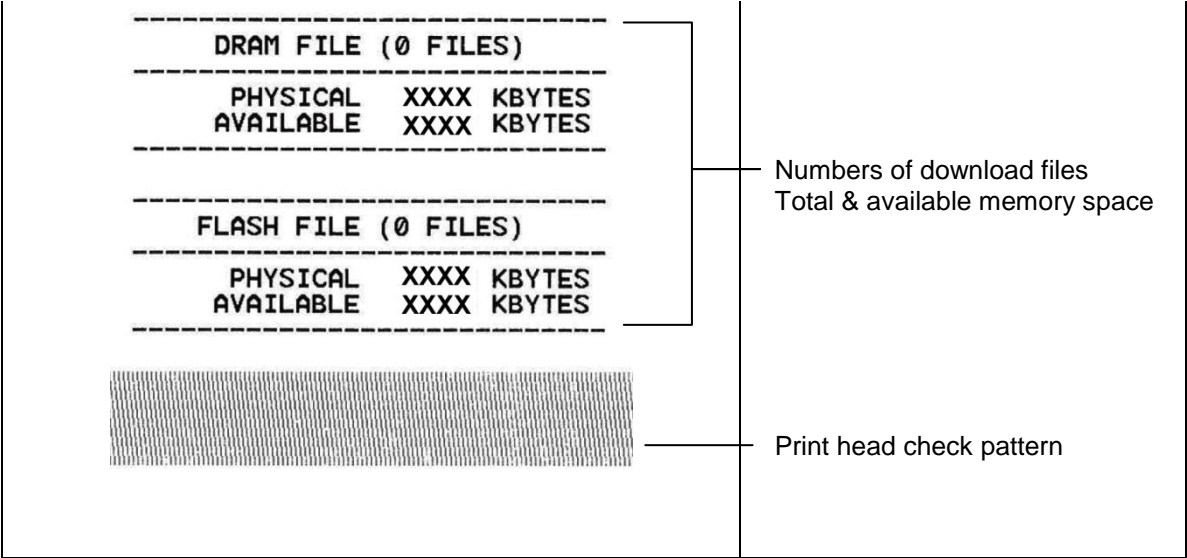 DRAM FILE (0 FILES)
PHYSICAL XXXX KBYTES
AVAILABLE XXXX KBYTES
Numbers of download files
Total & available memory space
FLASH FILE (0 FILES)
PHYSICAL XXXX KBYTES
AVAILABLE XXXX KBYTES
Print head check pattern